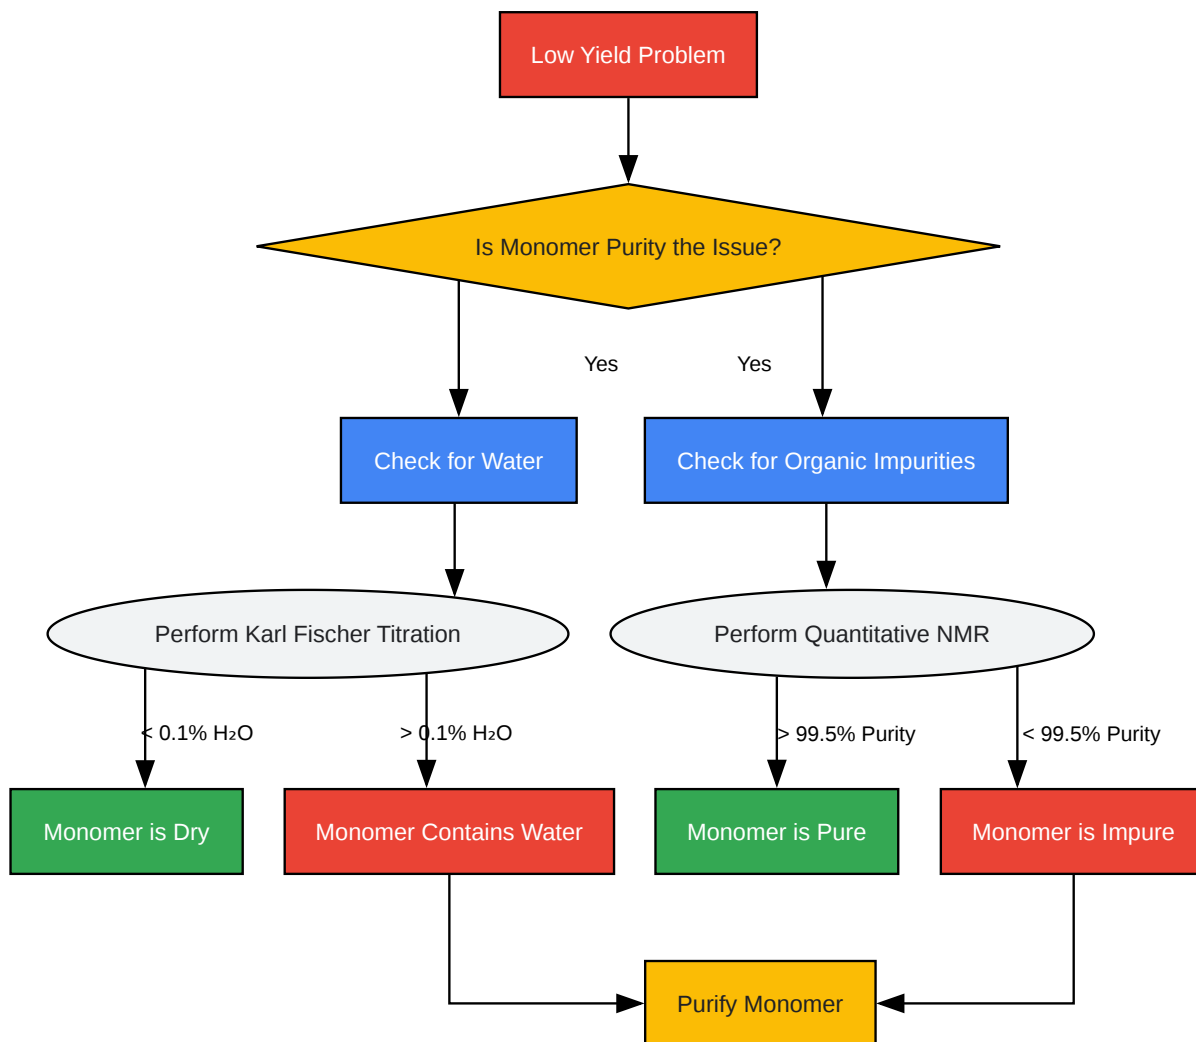 Low Yield Problem
Is Monomer Purity the Issue?
Yes
Yes
Check for Water
Check for Organic Impurities
Perform Karl Fischer Titration
Perform Quantitative NMR
< 0.1% H₂O
> 0.1% H₂O
> 99.5% Purity
< 99.5% Purity
Monomer is Dry
Monomer Contains Water
Monomer is Pure
Monomer is Impure
Purify Monomer